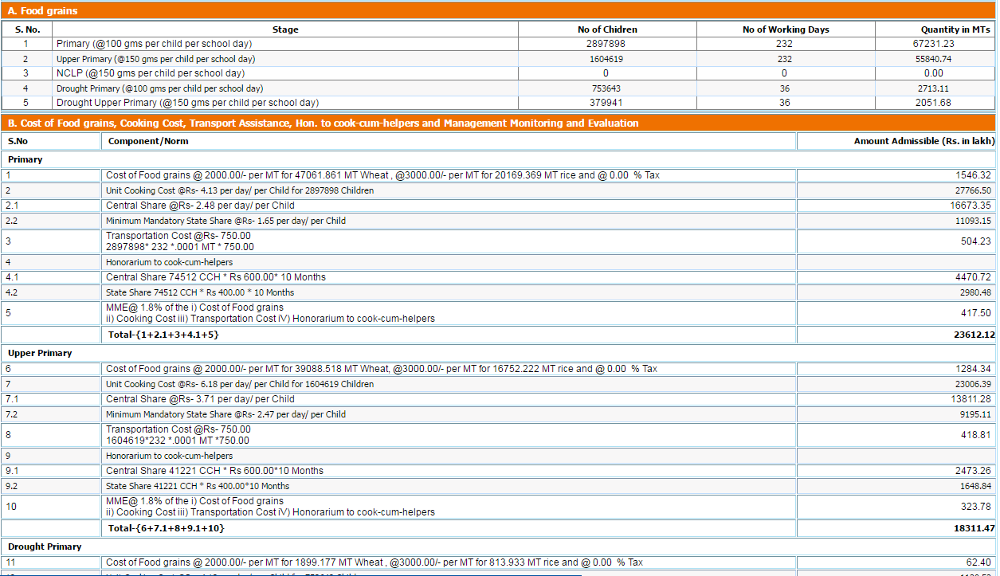 A. Food grains
S. No. Stage No of Chidren No of Working Days Quantity in MTs
1 Primary (@100 gms per child per school day) 2897898 232 67231.23
2 Upper Primary (@150 gms per child per school day) 1604619 232 55840.74
3 NCLP (@150 gms per child per school day) 0 0 0.00
4 Drought Primary (@100 gms per child per school day) 753643 36 2713.11
5 Drought Upper Primary (@150 gms per child per school day) 379941 36 2051.68
B. Cost of Food grains, Cooking Cost, Transport Assistance, Hon. to cook-cum-helpers and Management Monitoring and Evaluation
S.No Component/Norm Amount Admissible (Rs. in lakh)
Primary
1 Cost of Food grains @ 2000.00/- per MT for 47061.861 MT Wheat , @3000.00/- per MT for 20169.369 MT rice and @ 0.00 % Tax 1546.32
2 Unit Cooking Cost @Rs- 4.13 per day/ per Child for 2897898 Children 27766.50
2.1 Central Share @Rs- 2.48 per day/ per Child 16673.35
2.2 Minimum Mandatory State Share @Rs- 1.65 per day/ per Child 11093.15
3 Transportation Cost @Rs- 750.00 504.23
2897898* 232 *.0001 MT * 750.00
4 Honorarium to cook-cum-helpers
4.1 Central Share 74512 CCH * Rs 600.00* 10 Months 4470.72
4.2 State Share 74512 CCH * Rs 400.00 * 10 Months 2980.48
5 MME@ 1.8% of the i) Cost of Food grains 417.50
ii) Cooking Cost iii) Transportation Cost iV) Honorarium to cook-cum-helpers
Total-{1+2.1+3+4.1+5} 23612.12
Upper Primary
6 Cost of Food grains @ 2000.00/- per MT for 39088.518 MT Wheat, @3000.00/- per MT for 16752.222 MT rice and @ 0.00 % Tax 1284.34
7 Unit Cooking Cost @Rs- 6.18 per day/ per Child for 1604619 Children 23006.39
7.1 Central Share @Rs- 3.71 per day/ per Child 13811.28
7.2 Minimum Mandatory State Share @Rs- 2.47 per day/ per Child 9195.11
8 Transportation Cost @Rs- 750.00 418.81
1604619*232 *.0001 MT *750.00
9 Honorarium to cook-cum-helpers
9.1 Central Share 41221 CCH * Rs 600.00*10 Months 2473.26
9.2 State Share 41221 CCH * Rs 400.00*10 Months 1648.84
10 MME@ 1.8% of the i) Cost of Food grains 323.78
ii) Cooking Cost iii) Transportation Cost iV) Honorarium to cook-cum-helpers
Total-{6+7.1+8+9.1+10} 18311.47
Drought Primary
11 Cost of Food grains @ 2000.00/- per MT for 1899.177 MT Wheat , @3000.00/- per MT for 813.933 MT rice and @ 0.00 % Tax 62.40